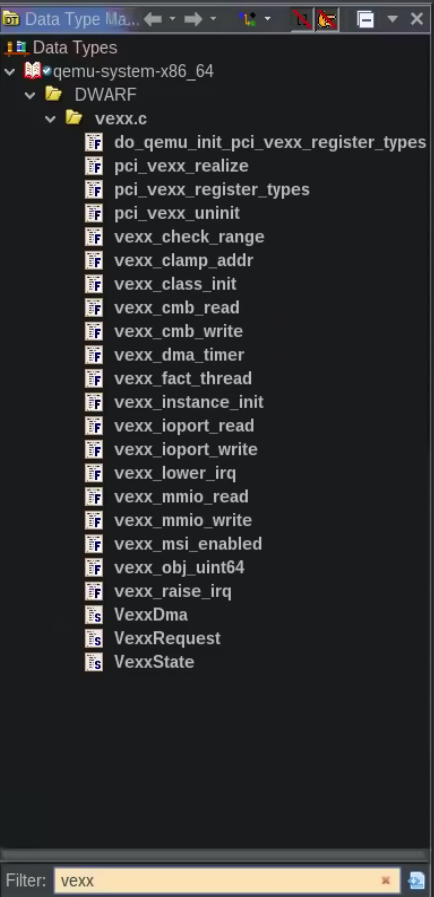 Data Type Ma...
Data Types
qemu-system-x86_64
DWARF
vexx.c
do_qemu_init_pci_vexx_register_types
pci_vexx_realize
pci_vexx_register_types
pci_vexx_uninit
vexx_check_range
vexx_clamp_addr
vexx_class_init
vexx_cmb_read
vexx_cmb_write
vexx_dma_timer
vexx_fact_thread
vexx_instance_init
vexx_ioport_read
vexx_ioport_write
vexx_lower_irq
vexx_mmio_read
vexx_mmio_write
vexx_msi_enabled
vexx_obj_uint64
vexx_raise_irq
VexxDma
VexxRequest
VexxState
Filter: vexx